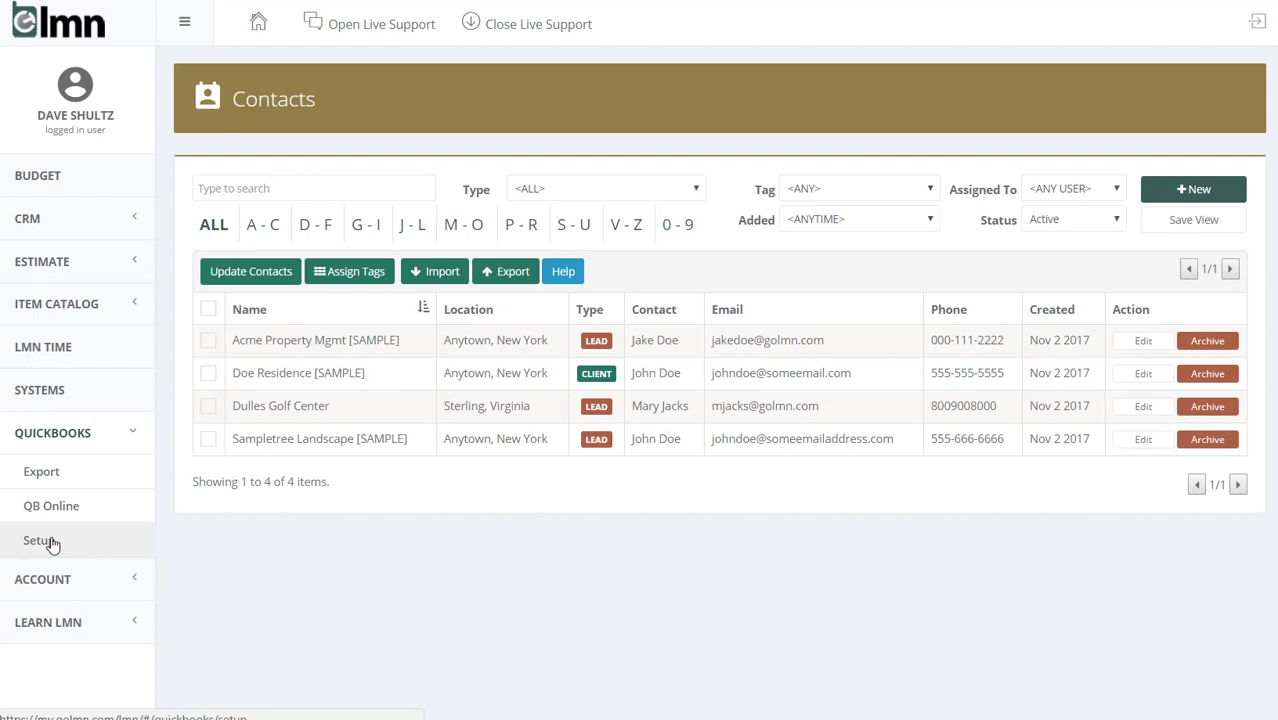 lmn
Open Live Support
Close Live Support
DAVE SHULTZ
logged in user
BUDGET
CRM
ESTIMATE
ITEM CATALOG
LMN TIME
SYSTEMS
QUICKBOOKS
Export
QB Online
Setup
ACCOUNT
LEARN LMN
Contacts
Type to search
Type <ALL>
Tag <ANY>
Assigned To <ANY USER>
+ New
ALL A - C D - F G - I J - L M - O P - R S - U V - Z 0 - 9
Added <ANYTIME>
Status Active
Save View
Update Contacts Assign Tags Import Export Help
1/1
Name Location Type Contact Email Phone Created Action
Acme Property Mgmt [SAMPLE] Anytown, New York LEAD Jake Doe jakedoe@golmn.com 000-111-2222 Nov 2 2017 Edit Archive
Doe Residence [SAMPLE] Anytown, New York CLIENT John Doe johndoe@someemail.com 555-555-5555 Nov 2 2017 Edit Archive
Dulles Golf Center Sterling, Virginia LEAD Mary Jacks mjacks@golmn.com 8009008000 Nov 2 2017 Edit Archive
Sampletree Landscape [SAMPLE] Anytown, New York LEAD John Doe johndoe@someemailaddress.com 555-666-6666 Nov 2 2017 Edit Archive
Showing 1 to 4 of 4 items.
1/1
https://my.golmn.com/lmn/#/quickbooks/setup